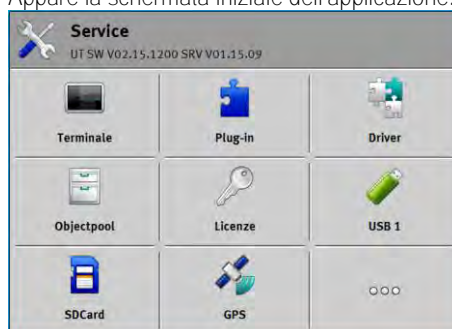 Appare la schermata iniziale dell'applicazione:
Service
UT SW V02.15.1200 SRV V01.15.09
Terminale
Plug-in
Driver
Objectpool
Licenze
USB 1
SDCard
GPS